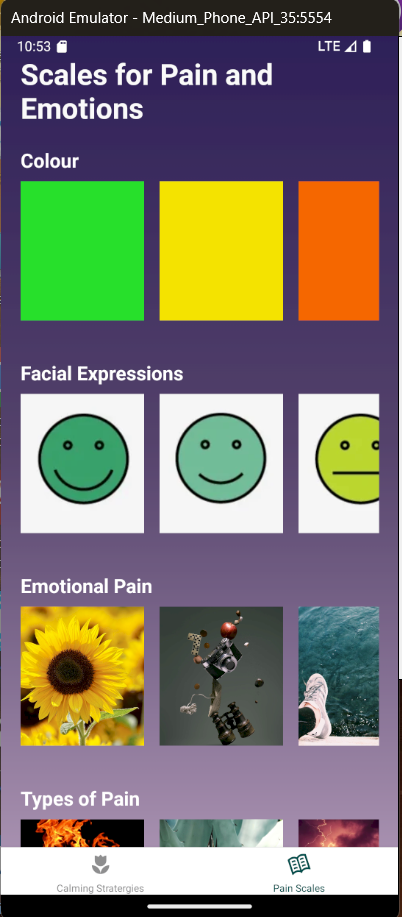 Android Emulator - Medium_Phone_API_35:5554
10:53 LTE
Scales for Pain and
Emotions
Colour
Facial Expressions
Emotional Pain
Types of Pain
Calming Stratergies Pain Scales